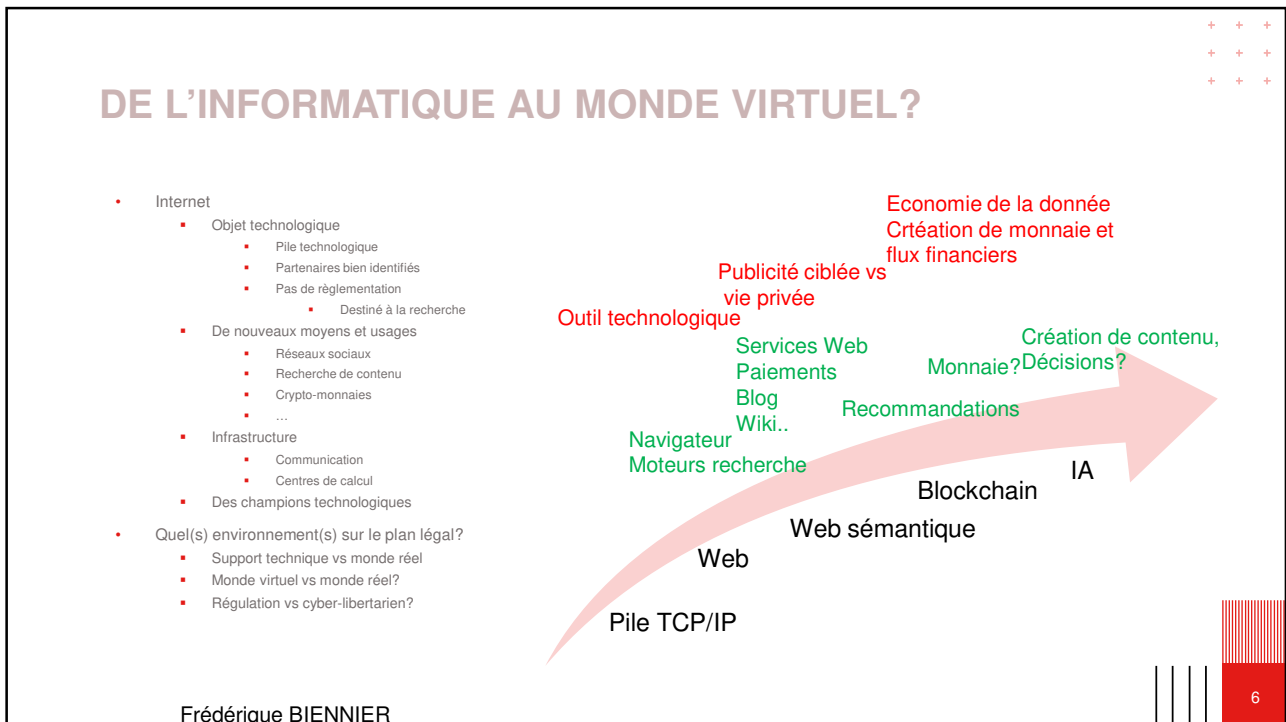 DE L'INFORMATIQUE AU MONDE VIRTUEL?
• Internet
▪ Objet technologique
▪ Pile technologique
▪ Partenaires bien identifiés
▪ Pas de règlementation
▪ Destiné à la recherche
▪ De nouveaux moyens et usages
▪ Réseaux sociaux
▪ Recherche de contenu
▪ Crypto-monnaies
▪ …
▪ Infrastructure
▪ Communication
▪ Centres de calcul
▪ Des champions technologiques
• Quel(s) environnement(s) sur le plan légal?
▪ Support technique vs monde réel
▪ Monde virtuel vs monde réel?
▪ Régulation vs cyber-libertarien?
Economie de la donnée
Crtéation de monnaie et
flux financiers
Publicité ciblée vs
vie privée
Outil technologique
Services Web
Paiements
Blog
Wiki..
Création de contenu,
Décisions?
Monnaie?
Recommandations
Navigateur
Moteurs recherche
IA
Blockchain
Web sémantique
Web
Pile TCP/IP
Frédérique BIENNIER
6